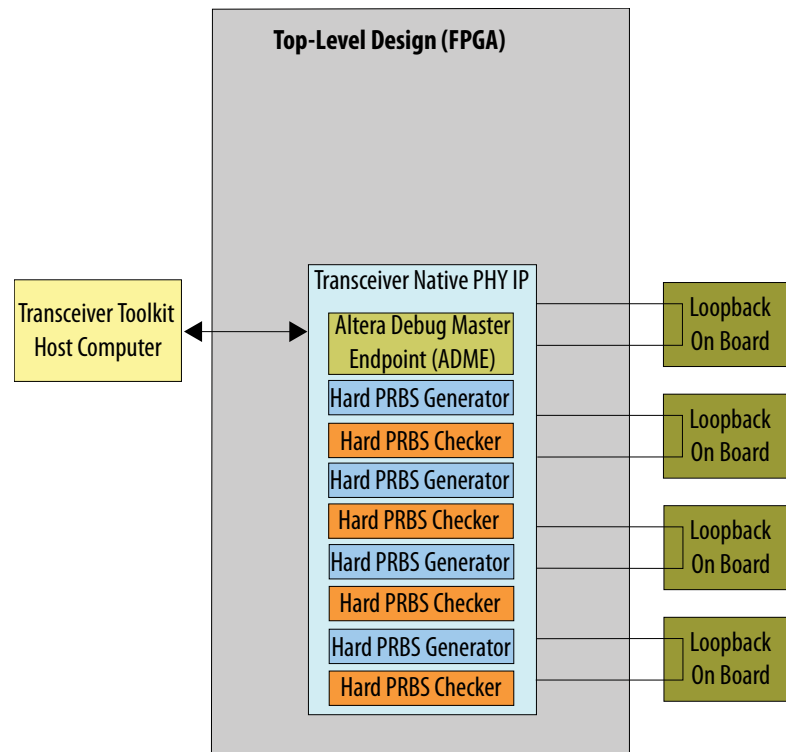 Top-Level Design (FPGA)
Transceiver Toolkit
Host Computer
Transceiver Native PHY IP
Altera Debug Master
Endpoint (ADME)
Hard PRBS Generator
Hard PRBS Checker
Hard PRBS Generator
Hard PRBS Checker
Hard PRBS Generator
Hard PRBS Checker
Hard PRBS Generator
Hard PRBS Checker
Loopback
On Board
Loopback
On Board
Loopback
On Board
Loopback
On Board